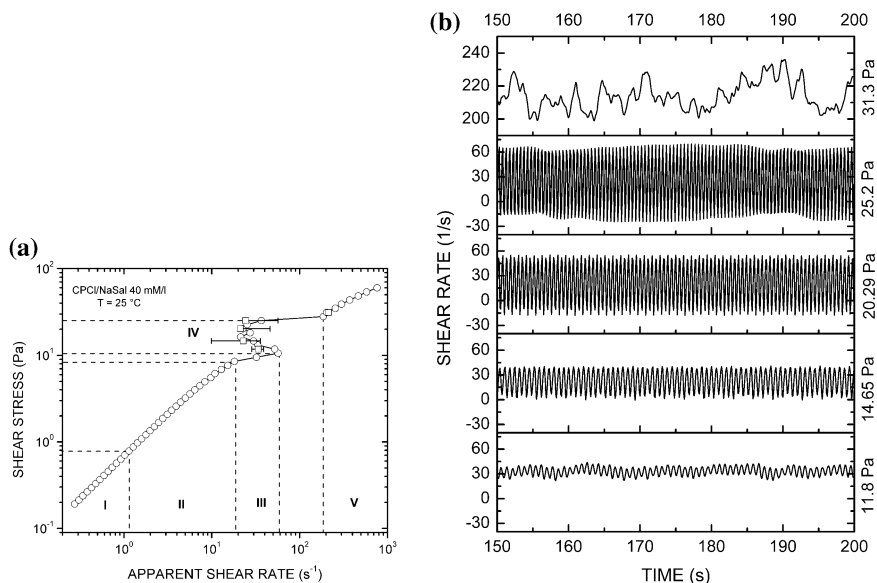 (a)
10²
10¹
10⁰
10⁻¹
SHEAR STRESS (Pa)
CPCl/NaSal 40 mM/l
T = 25 °C
IV
I
II
III
V
10⁰
10¹
10²
10³
APPARENT SHEAR RATE (s⁻¹)
(b)
150 160 170 180 190 200
240
220
200
31.3 Pa
60
30
0
-30
25.2 Pa
60
30
0
-30
20.29 Pa
60
30
0
-30
14.65 Pa
60
30
0
-30
11.8 Pa
SHEAR RATE (1/s)
150 160 170 180 190 200
TIME (s)